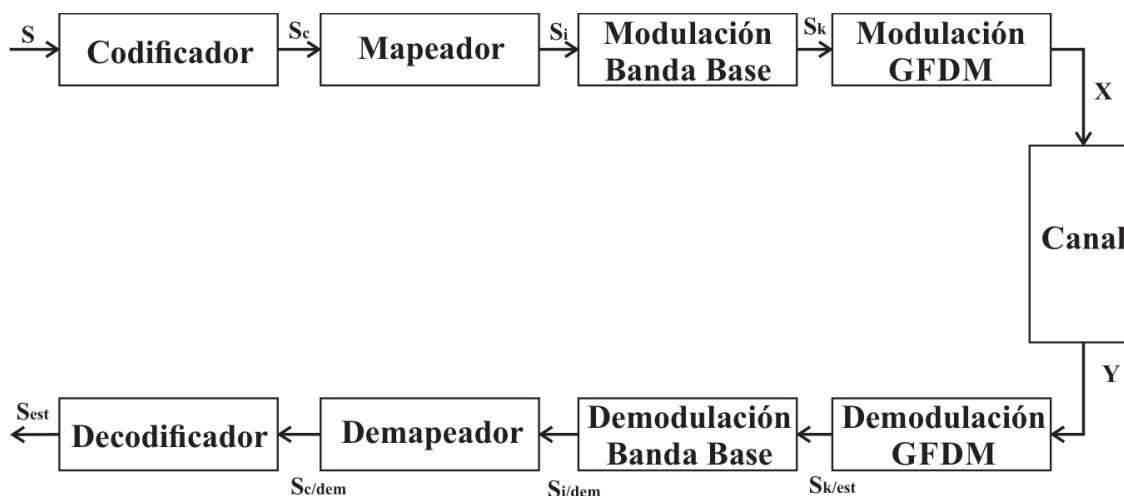 S
Codificador
Sc
Mapeador
Si
Modulación
Banda Base
Sk
Modulación
GFDM
X
Canal
Y
Sest
Decodificador
Sc/dem
Demapeador
Si/dem
Demodulación
Banda Base
Sk/est
Demodulación
GFDM